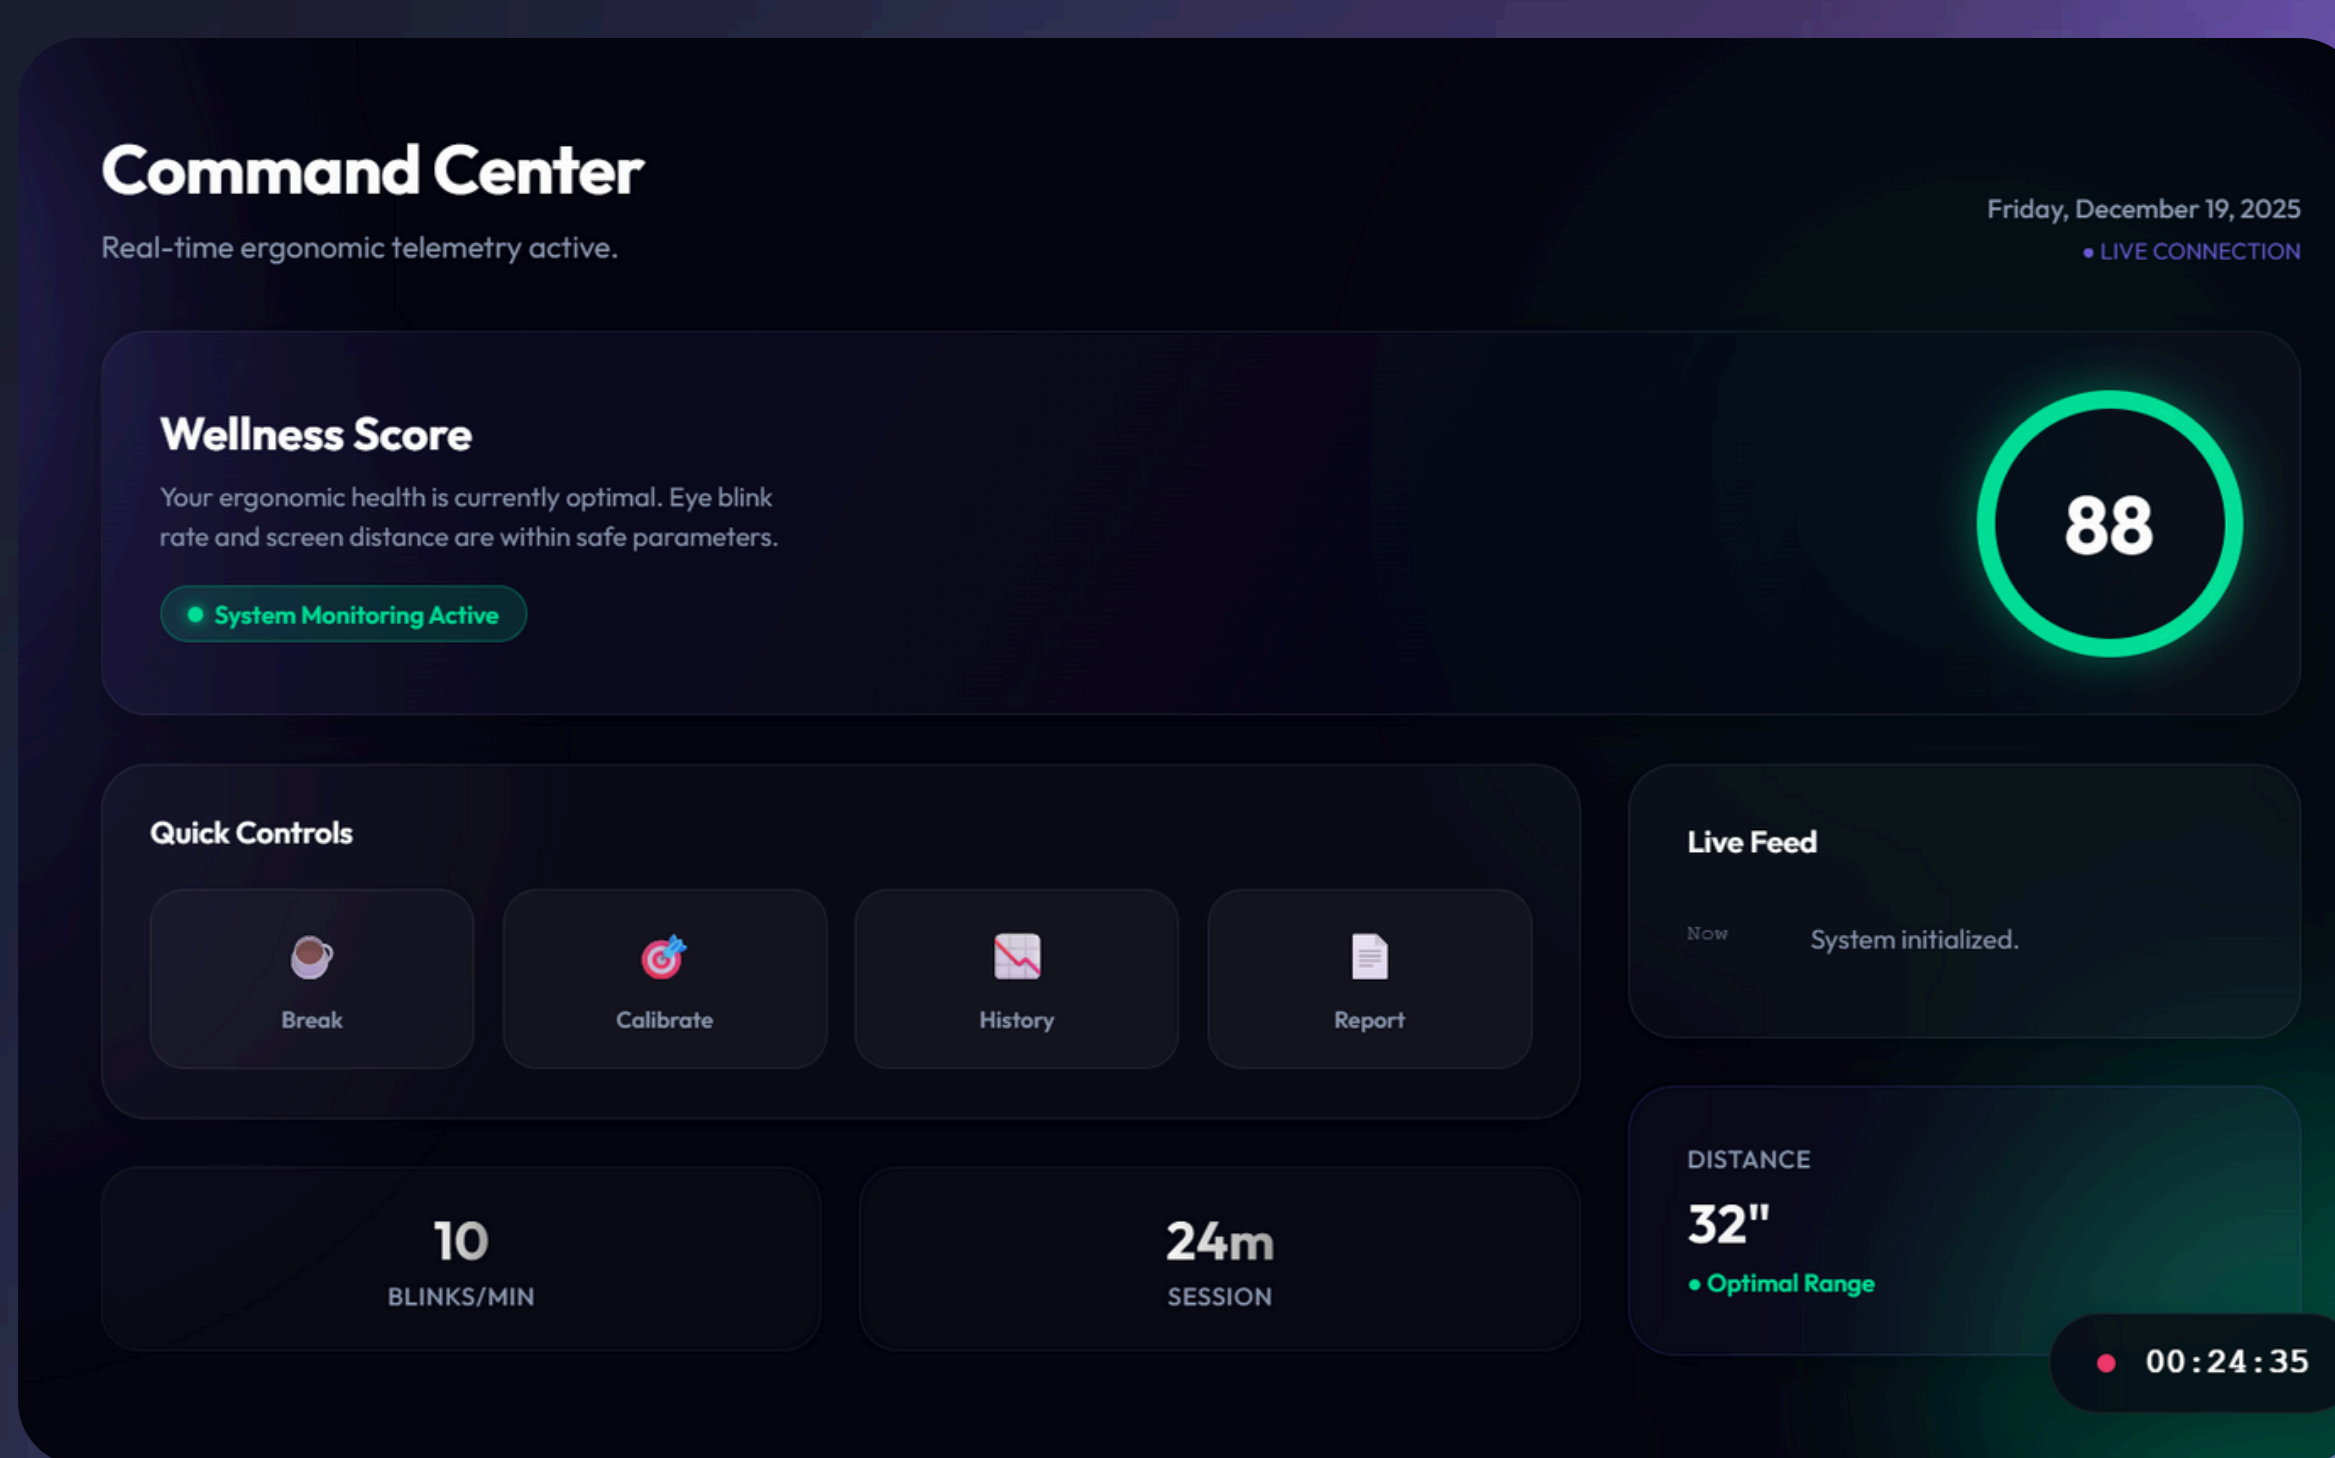 Command Center
Real-time ergonomic telemetry active.
Friday, December 19, 2025
• LIVE CONNECTION
Wellness Score
Your ergonomic health is currently optimal. Eye blink
rate and screen distance are within safe parameters.
System Monitoring Active
88
Quick Controls
Break
Calibrate
History
Report
Live Feed
Now
System initialized.
10
BLINKS/MIN
24m
SESSION
DISTANCE
32"
• Optimal Range
00:24:35